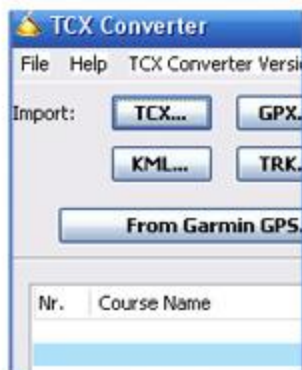 TCX Converter
File Help TCX Converter Versi
Import: TCX... GPX.
KML... TRK.
From Garmin GPS.
Nr. Course Name